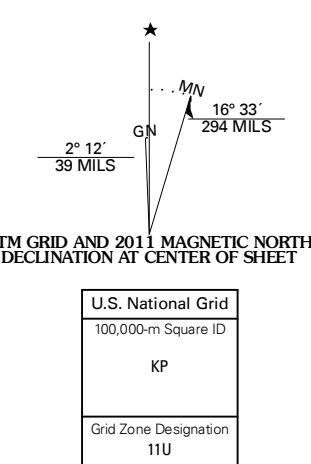 MN
GN
16° 33´
294 MILS
2° 12´
39 MILS
TM GRID AND 2011 MAGNETIC NORTH
DECLINATION AT CENTER OF SHEET
U.S. National Grid
100,000-m Square ID
KP
Grid Zone Designation
11U